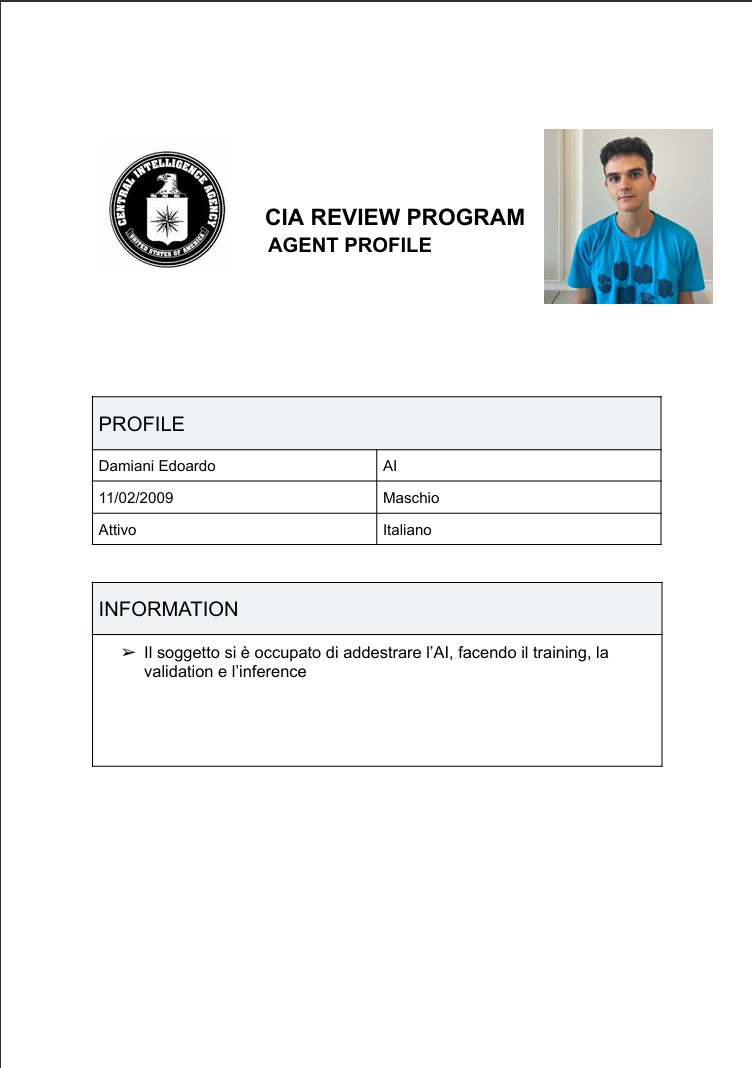 CENTRAL INTELLIGENCE AGENCY
UNITED STATES OF AMERICA
CIA REVIEW PROGRAM
AGENT PROFILE
SUMMER
PROFILE
Damiani Edoardo
AI
11/02/2009
Maschio
Attivo
Italiano
INFORMATION
➢ Il soggetto si è occupato di addestrare l’AI, facendo il training, la
validation e l’inference